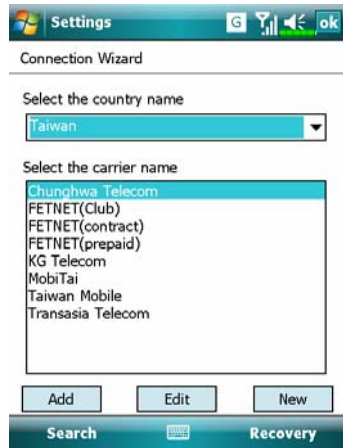 Settings
G
ok
Connection Wizard
Select the country name
Taiwan
Select the carrier name
Chunghwa Telecom
FETNET(Club)
FETNET(contract)
FETNET(prepaid)
KG Telecom
MobiTai
Taiwan Mobile
Transasia Telecom
Add
Edit
New
Search
Recovery